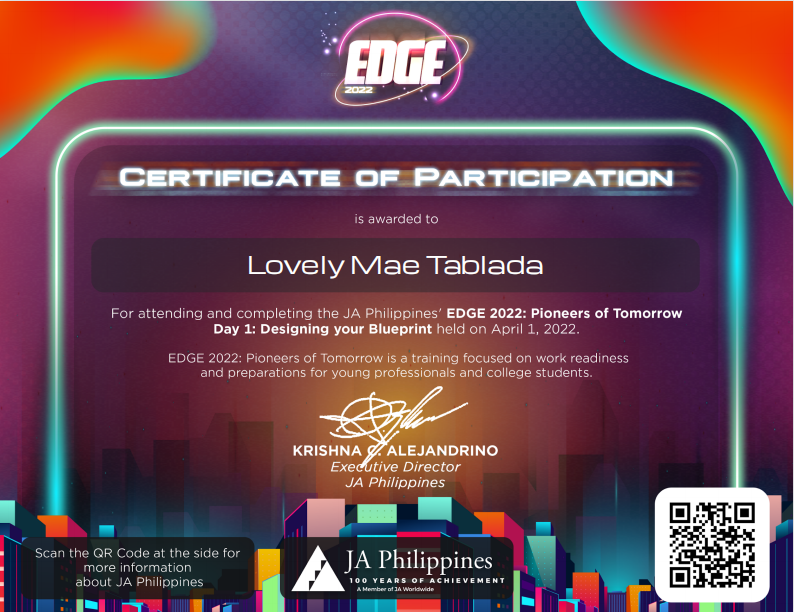 EDGE
2022
CERTIFICATE OF PARTICIPATION
is awarded to
Lovely Mae Tablada
For attending and completing the JA Philippines' EDGE 2022: Pioneers of Tomorrow
Day 1: Designing your Blueprint held on April 1, 2022.
EDGE 2022: Pioneers of Tomorrow is a training focused on work readiness
and preparations for young professionals and college students.
KRISHNA C. ALEJANDRINO
Executive Director
JA Philippines
Scan the QR Code at the side for
more information
about JA Philippines
JA Philippines
100 YEARS OF ACHIEVEMENT
A Member of JA Worldwide